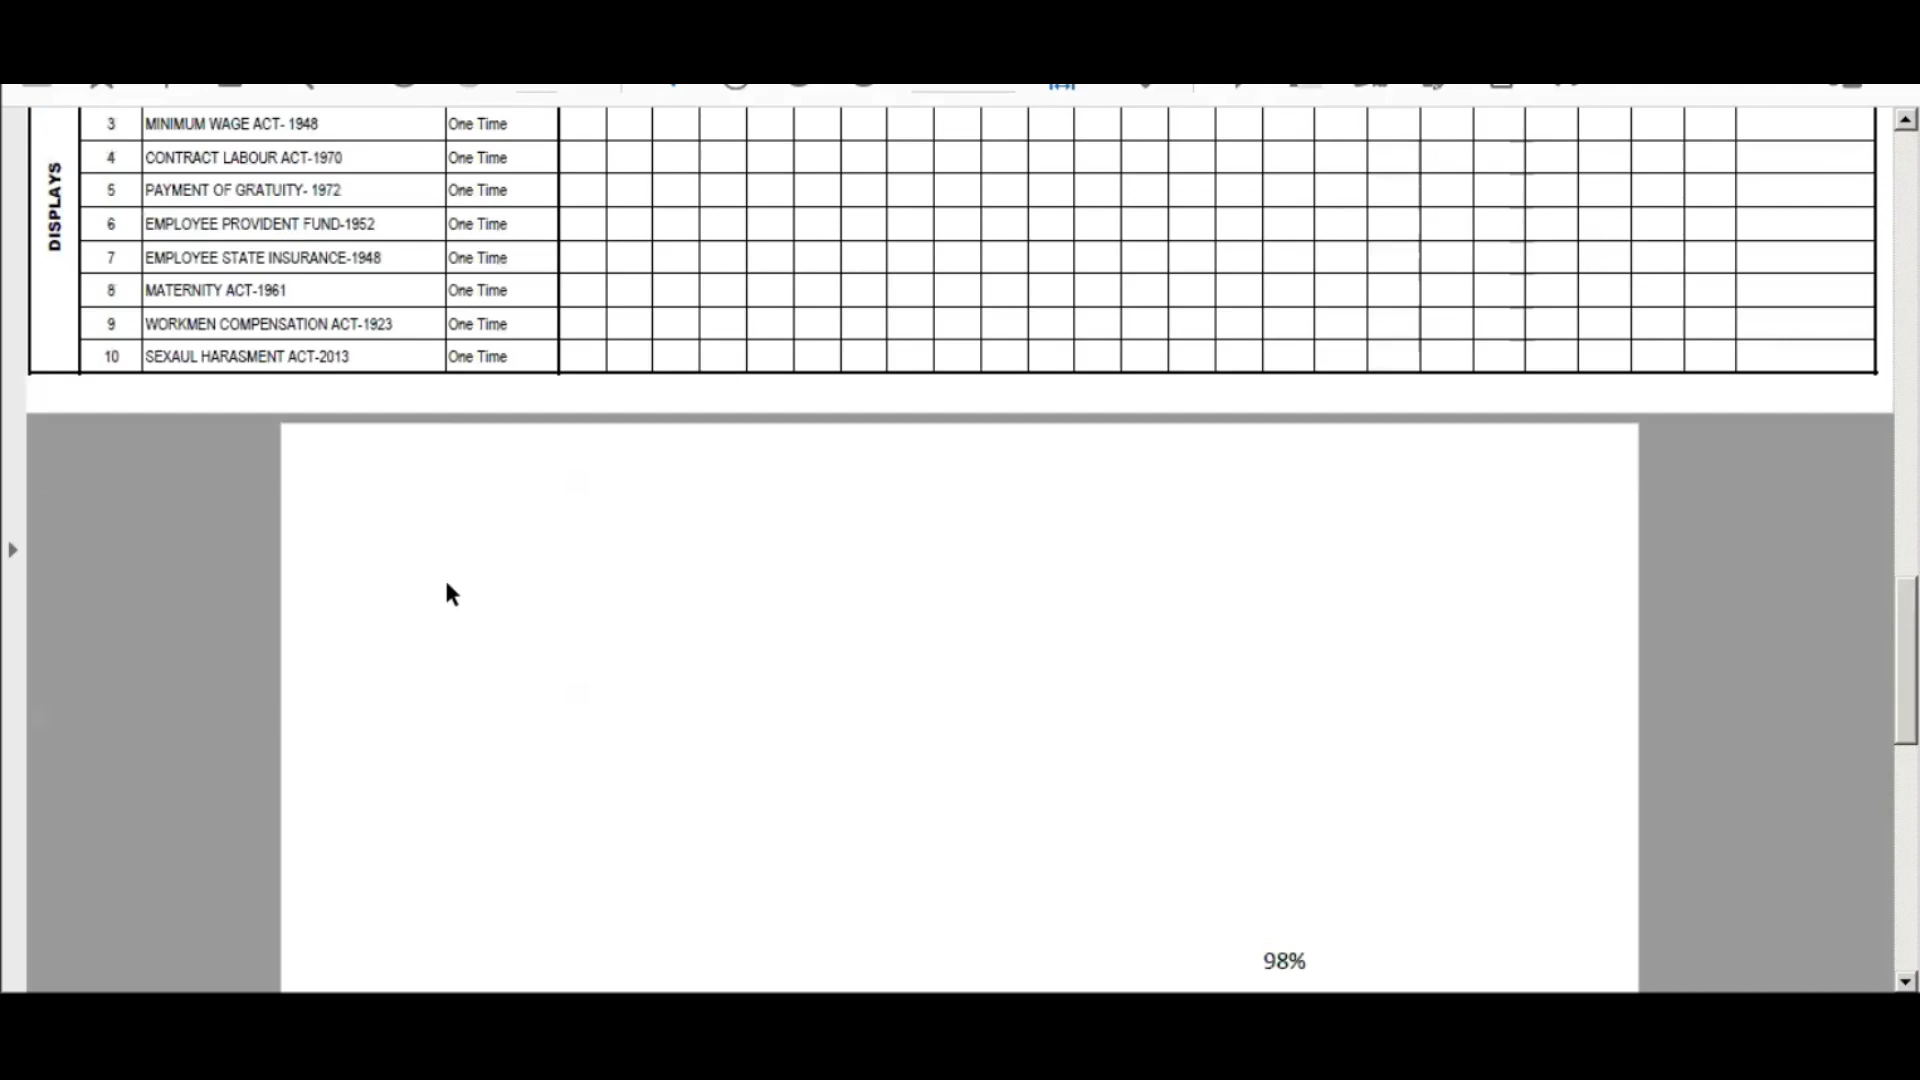 DISPLAYS
3 MINIMUM WAGE ACT- 1948 One Time
4 CONTRACT LABOUR ACT-1970 One Time
5 PAYMENT OF GRATUITY- 1972 One Time
6 EMPLOYEE PROVIDENT FUND-1952 One Time
7 EMPLOYEE STATE INSURANCE-1948 One Time
8 MATERNITY ACT-1961 One Time
9 WORKMEN COMPENSATION ACT-1923 One Time
10 SEXAUL HARASMENT ACT-2013 One Time
98%